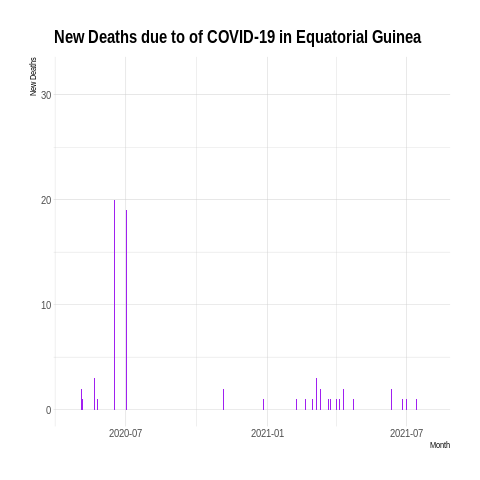 New Deaths due to of COVID-19 in Equatorial Guinea
New Deaths
30
20
10
0
2020-07
2021-01
2021-07
Month